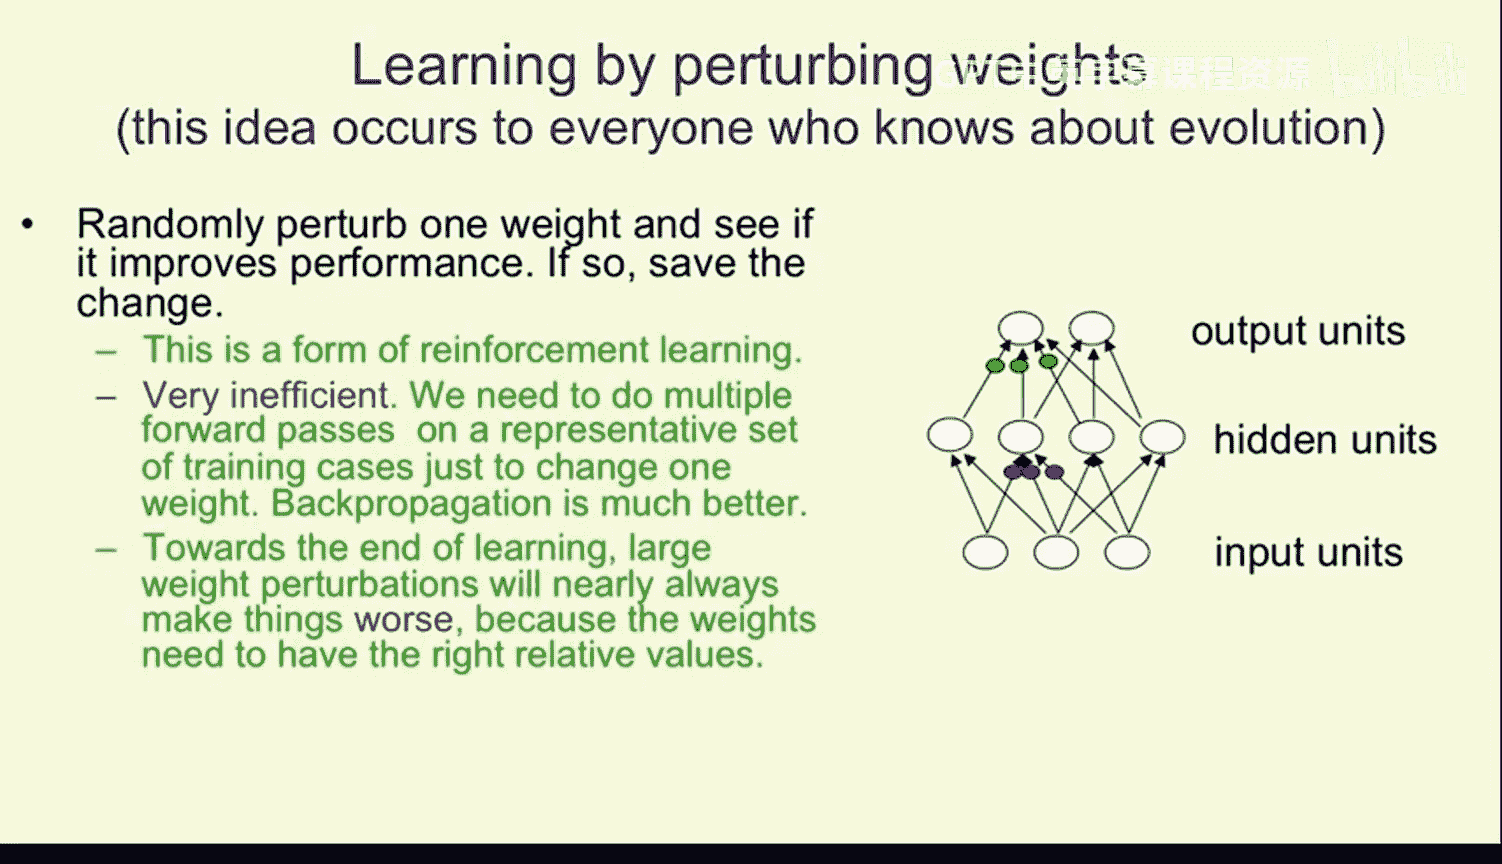 Learning by perturbing weights
(this idea occurs to everyone who knows about evolution)
• Randomly perturb one weight and see if
it improves performance. If so, save the
change.
– This is a form of reinforcement learning.
– Very inefficient. We need to do multiple
forward passes on a representative set
of training cases just to change one
weight. Backpropagation is much better.
– Towards the end of learning, large
weight perturbations will nearly always
make things worse, because the weights
need to have the right relative values.
output units
hidden units
input units
课程资源